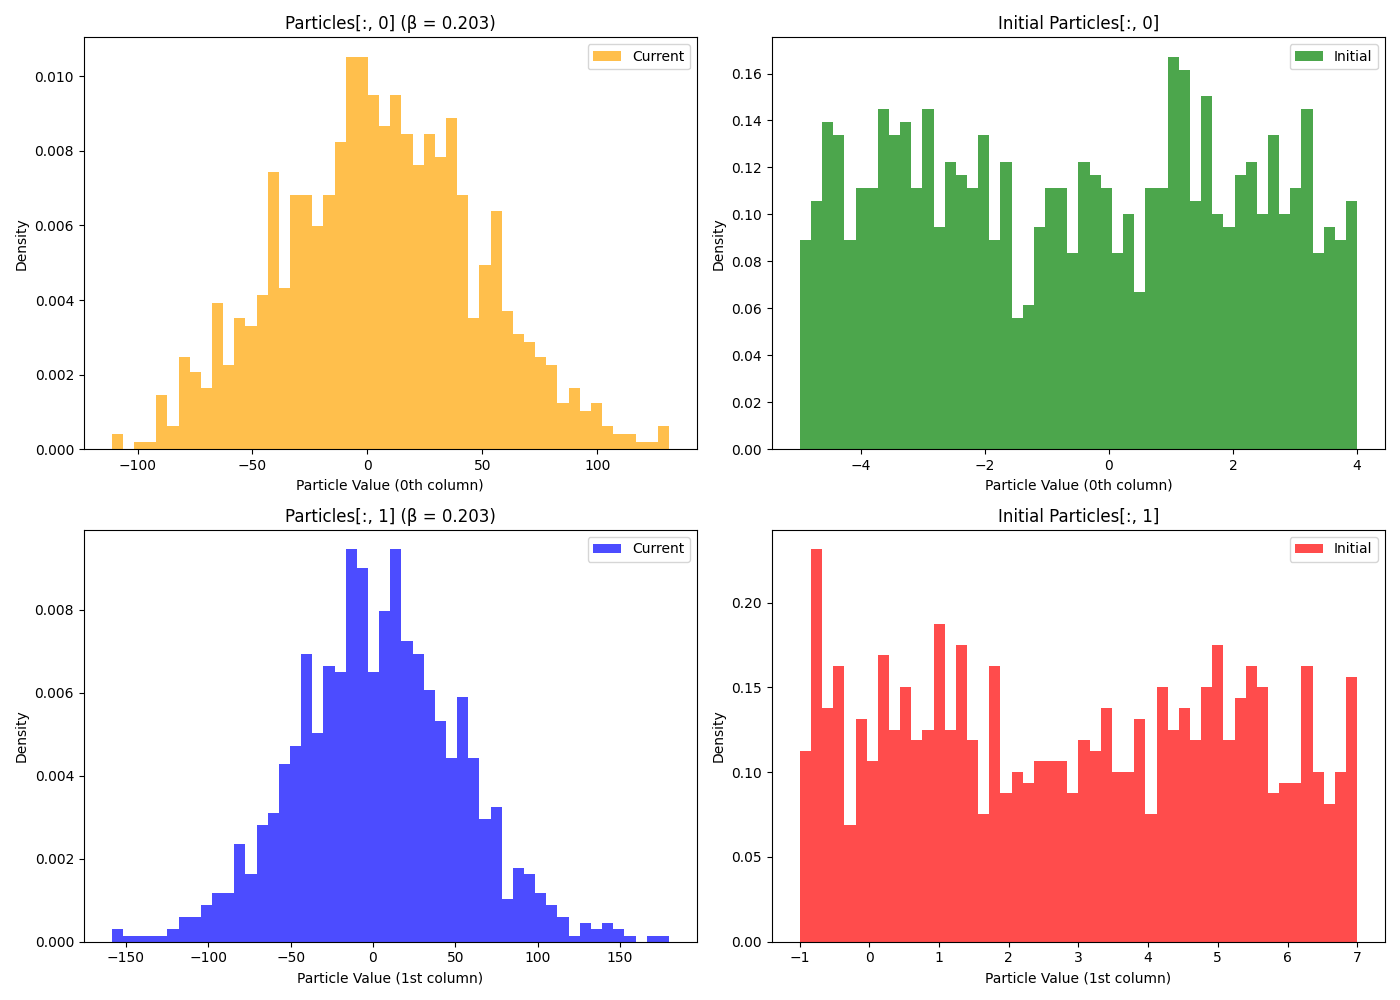 Particles[:, 0] (β = 0.203)
Current
Density
0.010
0.008
0.006
0.004
0.002
0.000
−100 −50 0 50 100
Particle Value (0th column)
Initial Particles[:, 0]
Initial
Density
0.16
0.14
0.12
0.10
0.08
0.06
0.04
0.02
0.00
−4 −2 0 2 4
Particle Value (0th column)
Particles[:, 1] (β = 0.203)
Current
Density
0.008
0.006
0.004
0.002
0.000
−150 −100 −50 0 50 100 150
Particle Value (1st column)
Initial Particles[:, 1]
Initial
Density
0.20
0.15
0.10
0.05
0.00
−1 0 1 2 3 4 5 6 7
Particle Value (1st column)